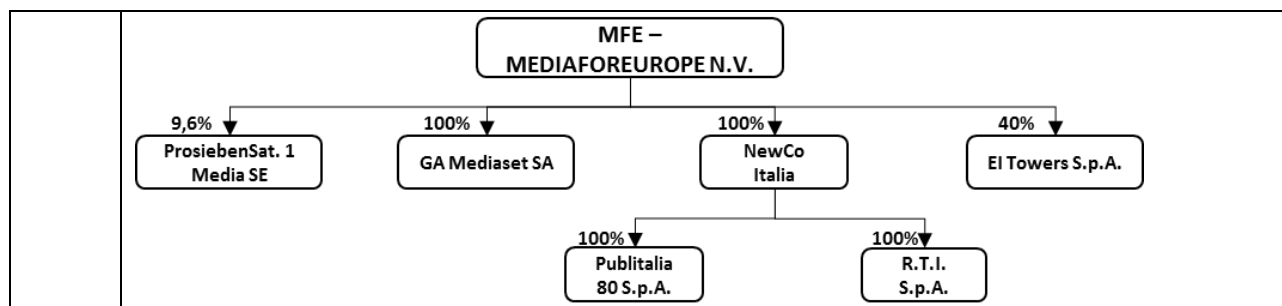 MFE –
MEDIAFOREUROPE N.V.
9,6%
100%
100%
40%
ProsiebenSat. 1
Media SE
GA Mediaset SA
NewCo
Italia
EI Towers S.p.A.
100%
100%
Publitalia
80 S.p.A.
R.T.I.
S.p.A.